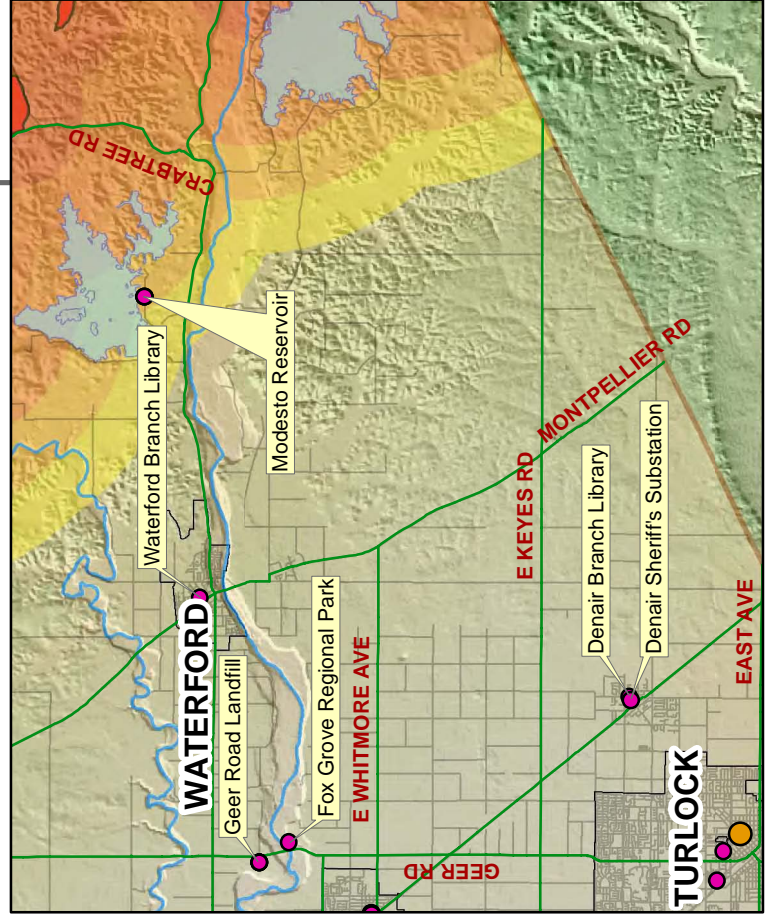 CRABTREE RD
Waterford Branch Library
Modesto Reservoir
WATERFORD
Geer Road Landfill
Fox Grove Regional Park
E WHITMORE AVE
GEER RD
E KEYES RD
MONTPELLIER RD
Denair Branch Library
Denair Sheriff's Substation
EAST AVE
TURLOCK